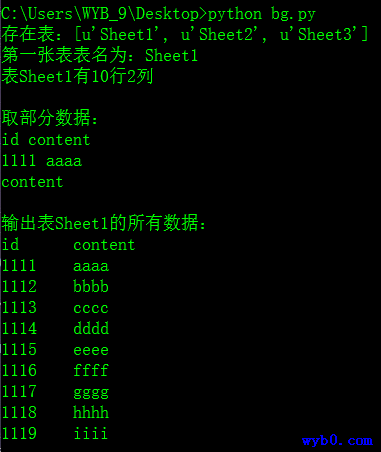 C:\Users\WYB_9\Desktop>python bg.py
存在表：[u'Sheet1', u'Sheet2', u'Sheet3']
第一张表表名为：Sheet1
表Sheet1有10行2列
取部分数据：
id content
1111 aaaa
content
输出表Sheet1的所有数据：
id content
1111 aaaa
1112 bbbb
1113 cccc
1114 dddd
1115 eeee
1116 ffff
1117 gggg
1118 hhhh
1119 iiii
wyb0.com